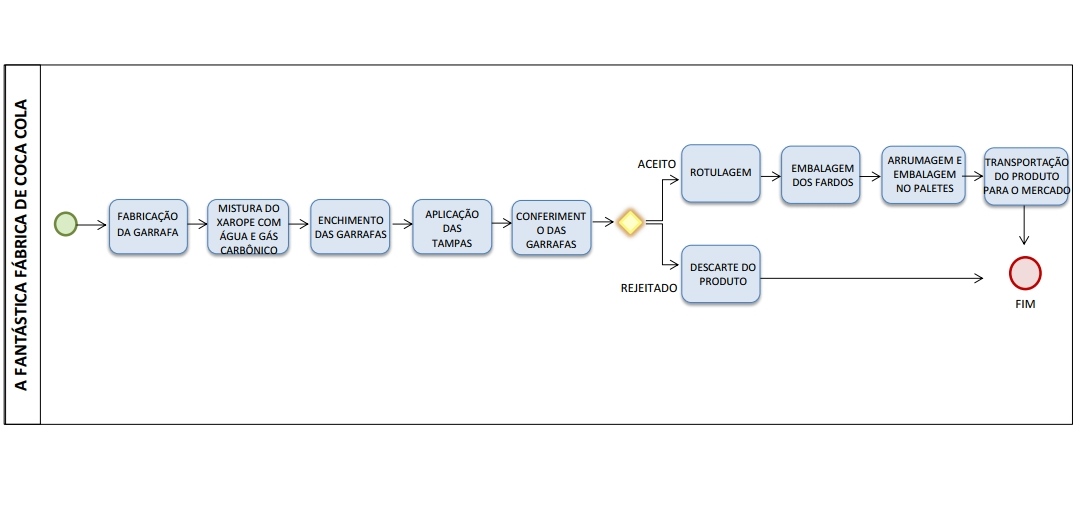 A FANTÁSTICA FÁBRICA DE COCA COLA
FABRICAÇÃO
DA GARRAFA
MISTURA DO
XAROPE COM
ÁGUA E GÁS
CARBÔNICO
ENCHIMENTO
DAS GARRAFAS
APLICAÇÃO
DAS
TAMPAS
CONFERIMENT
O DAS
GARRAFAS
ACEITO
ROTULAGEM
EMBALAGEM
DOS FARDOS
ARRUMAGEM E
EMBALAGEM
NO PALETES
TRANSPORTAÇÃO
DO PRODUTO
PARA O MERCADO
REJEITADO
DESCARTE DO
PRODUTO
FIM